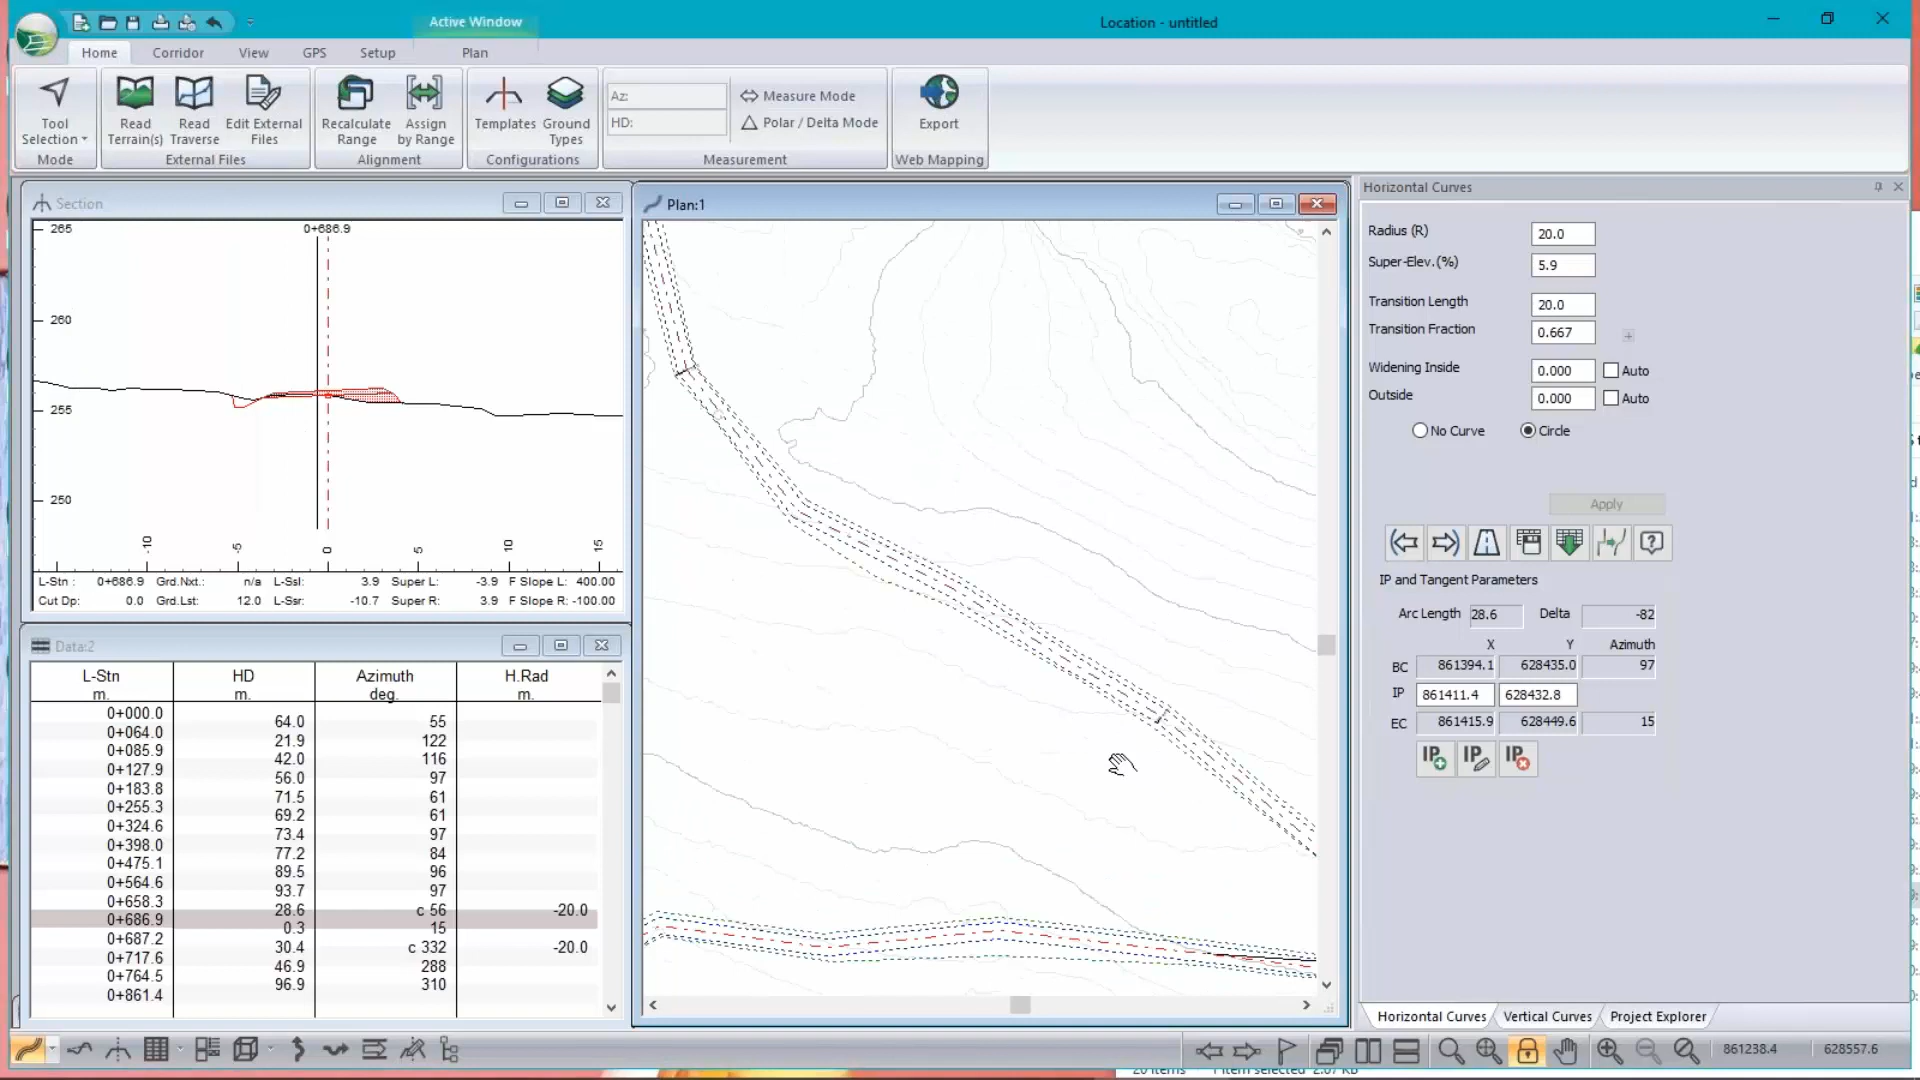 Active Window
Location - untitled
Home
Corridor
View
GPS
Setup
Plan
Tool
Selection
Mode
Read
Terrain(s)
Read
Traverse
Edit External
Files
External Files
Recalculate
Range
Assign
by Range
Alignment
Templates
Ground
Types
Configurations
Az:
HD:
Measure Mode
Polar / Delta Mode
Measurement
Export
Web Mapping
Section
265
0+686.9
260
255
250
-10
-5
0
5
10
15
L-Stn : 0+686.9 Grd.Nxt.: n/a L-Ssl: 3.9 Super L: -3.9 F Slope L: 400.00
Cut Dp: 0.0 Grd.Lst: 12.0 L-Ssr: -10.7 Super R: 3.9 F Slope R: -100.00
Data:2
L-Stn HD Azimuth H.Rad
m. m. deg. m.
0+000.0
64.0 55
0+064.0
21.9 122
0+085.9
42.0 116
0+127.9
56.0 97
0+183.8
71.5 61
0+255.3
69.2 61
0+324.6
73.4 97
0+398.0
77.2 84
0+475.1
89.5 96
0+564.6
93.7 97
0+658.3
28.6 c 56 -20.0
0+686.9
0.3 15
0+687.2
30.4 c 332 -20.0
0+717.6
46.9 288
0+764.5
96.9 310
0+861.4
Plan:1
Horizontal Curves
Radius (R) 20.0
Super-Elev.(%) 5.9
Transition Length 20.0
Transition Fraction 0.667
Widening Inside 0.000 Auto
Outside 0.000 Auto
No Curve Circle
Apply
IP and Tangent Parameters
Arc Length 28.6 Delta -82
X Y Azimuth
BC 861394.1 628435.0 97
IP 861411.4 628432.8
EC 861415.9 628449.6 15
IP IP IP
Horizontal Curves
Vertical Curves
Project Explorer
861238.4 628557.6